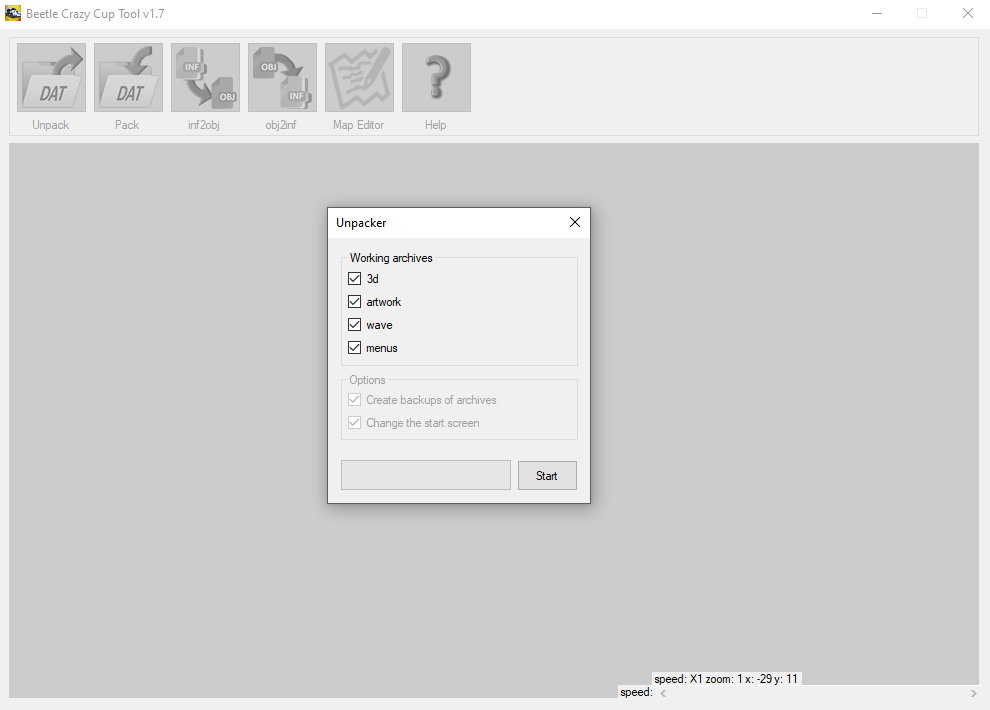 Beetle Crazy Cup Tool v1.7
DAT DAT INF OBJ OBJ INF
Unpack Pack inf2obj obj2inf Map Editor Help
Unpacker
Working archives
3d
artwork
wave
menus
Options
Create backups of archives
Change the start screen
Start
speed: X1 zoom: 1 x: -29 y: 11
speed: